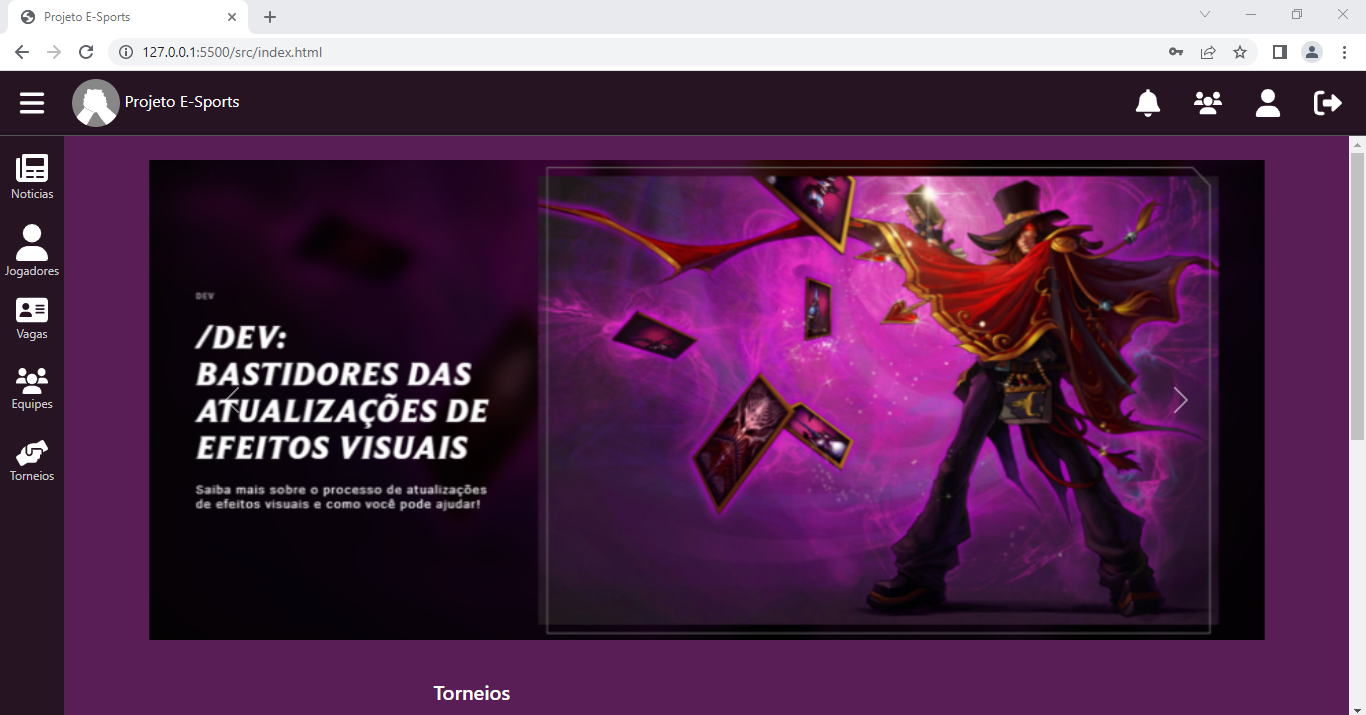 Projeto E-Sports
127.0.0.1:5500/src/index.html
Projeto E-Sports
Noticias
Jogadores
Vagas
Equipes
Torneios
DEV
/DEV:
BASTIDORES DAS
ATUALIZAÇÕES DE
EFEITOS VISUAIS
Saiba mais sobre o processo de atualizações
de efeitos visuais e como você pode ajudar!
Torneios